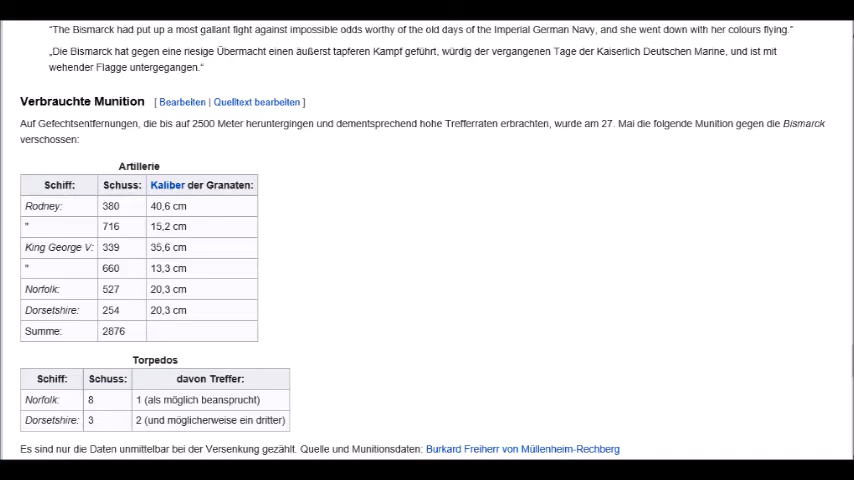 “The Bismarck had put up a most gallant fight against impossible odds worthy of the old days of the Imperial German Navy, and she went down with her colours flying.”
„Die Bismarck hat gegen eine riesige Übermacht einen äußerst tapferen Kampf geführt, würdig der vergangenen Tage der Kaiserlich Deutschen Marine, und ist mit
wehender Flagge untergegangen.“
Verbrauchte Munition [ Bearbeiten | Quelltext bearbeiten ]
Auf Gefechtsentfernungen, die bis auf 2500 Meter heruntergingen und dementsprechend hohe Trefferraten erbrachten, wurde am 27. Mai die folgende Munition gegen die Bismarck
verschossen:
Artillerie
Schiff: Schuss: Kaliber der Granaten:
Rodney: 380 40,6 cm
" 716 15,2 cm
King George V: 339 35,6 cm
" 660 13,3 cm
Norfolk: 527 20,3 cm
Dorsetshire: 254 20,3 cm
Summe: 2876
Torpedos
Schiff: Schuss: davon Treffer:
Norfolk: 8 1 (als möglich beansprucht)
Dorsetshire: 3 2 (und möglicherweise ein dritter)
Es sind nur die Daten unmittelbar bei der Versenkung gezählt. Quelle und Munitionsdaten: Burkard Freiherr von Müllenheim-Rechberg